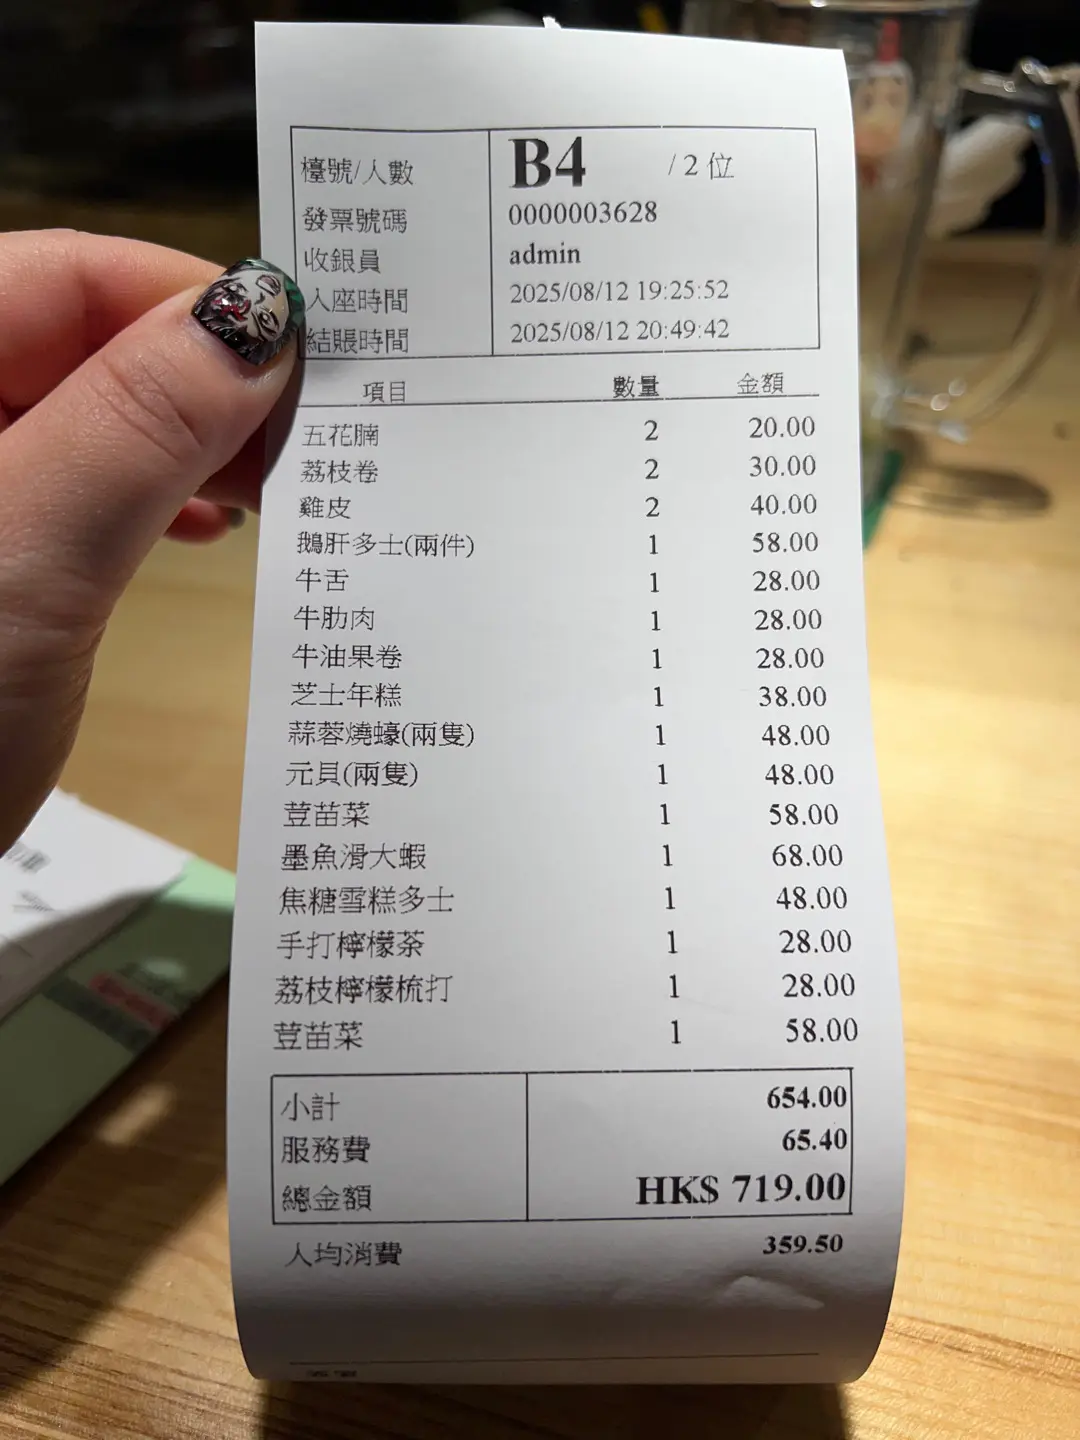 檯號/人數 B4 / 2 位
發票號碼 0000003628
收銀員 admin
入座時間 2025/08/12 19:25:52
結賬時間 2025/08/12 20:49:42
項目 數量 金額
五花腩 2 20.00
荔枝卷 2 30.00
雞皮 2 40.00
鵝肝多士(兩件) 1 58.00
牛舌 1 28.00
牛肋肉 1 28.00
牛油果卷 1 28.00
芝士年糕 1 38.00
蒜蓉燒蠔(兩隻) 1 48.00
元貝(兩隻) 1 48.00
荳苗菜 1 58.00
墨魚滑大蝦 1 68.00
焦糖雪糕多士 1 48.00
手打檸檬茶 1 28.00
荔枝檸檬梳打 1 28.00
荳苗菜 1 58.00
小計 654.00
服務費 65.40
總金額 HK$ 719.00
人均消費 359.50